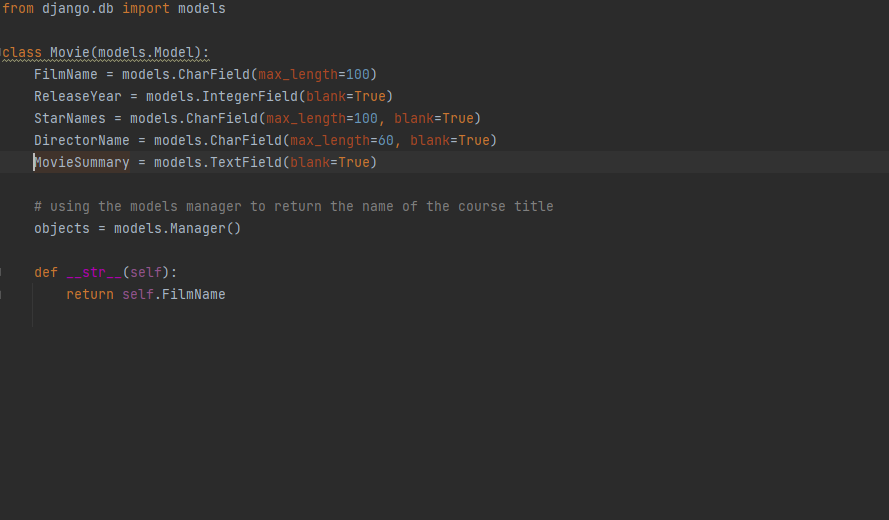 from django.db import models
class Movie(models.Model):
    FilmName = models.CharField(max_length=100)
    ReleaseYear = models.IntegerField(blank=True)
    StarNames = models.CharField(max_length=100, blank=True)
    DirectorName = models.CharField(max_length=60, blank=True)
    MovieSummary = models.TextField(blank=True)
    # using the models manager to return the name of the course title
    objects = models.Manager()
    def __str__(self):
        return self.FilmName